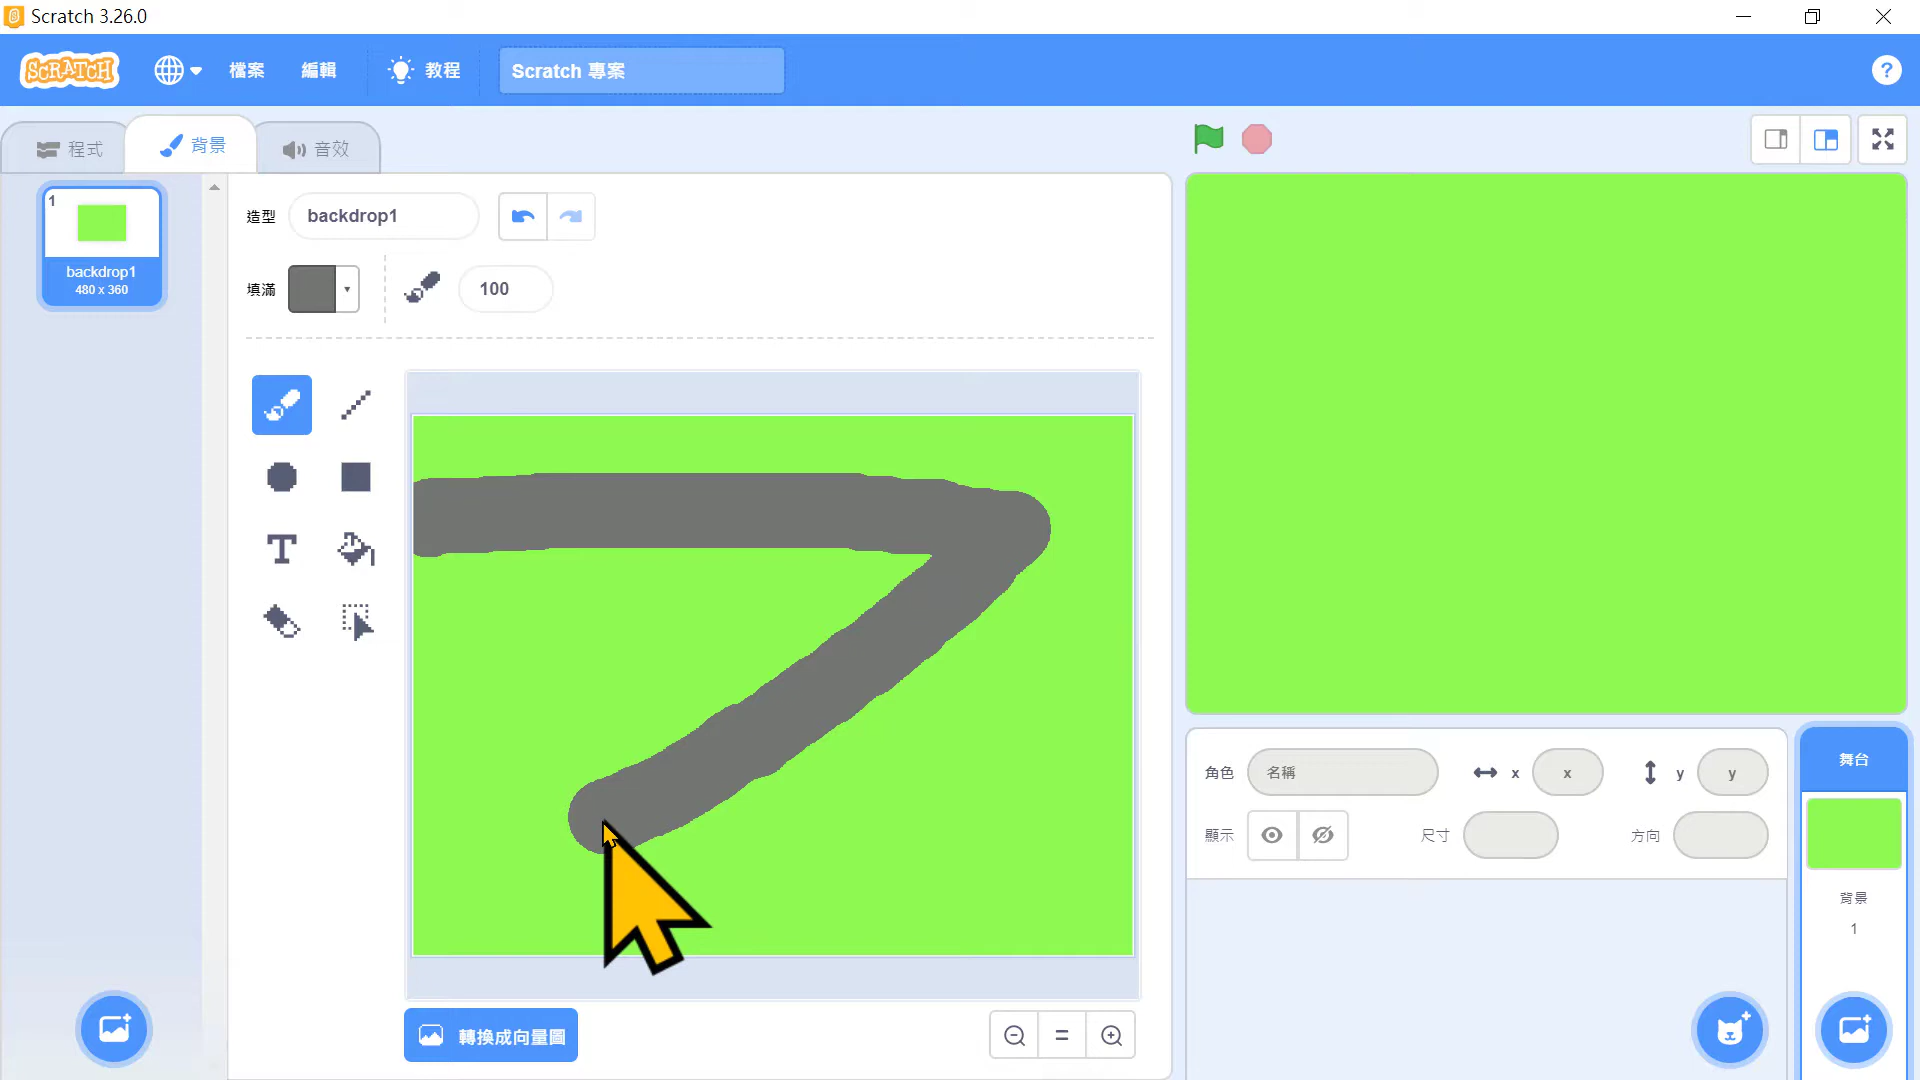 Scratch 3.26.0
SCRATCH
檔案
編輯
教程
Scratch 專案
?
程式
背景
音效
1
backdrop1
480 x 360
造型
backdrop1
填滿
100
T
轉換成向量圖
角色
名稱
x
x
y
y
顯示
尺寸
方向
舞台
背景
1